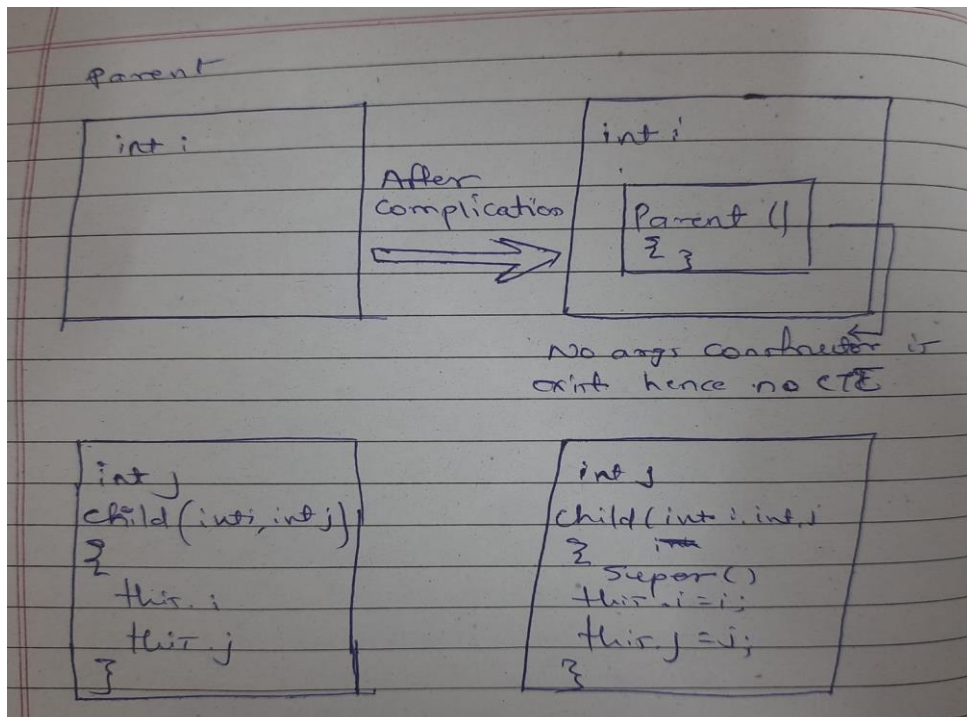 Parent
int i
After
complication
int i
Parent ()
{ }
No args constructor is
exist hence no CTE
int j
child (int i, int j)
{
this.i
this.j
}
int j
child (int i, int j
{
Super()
this.i = i;
this.j = j;
}